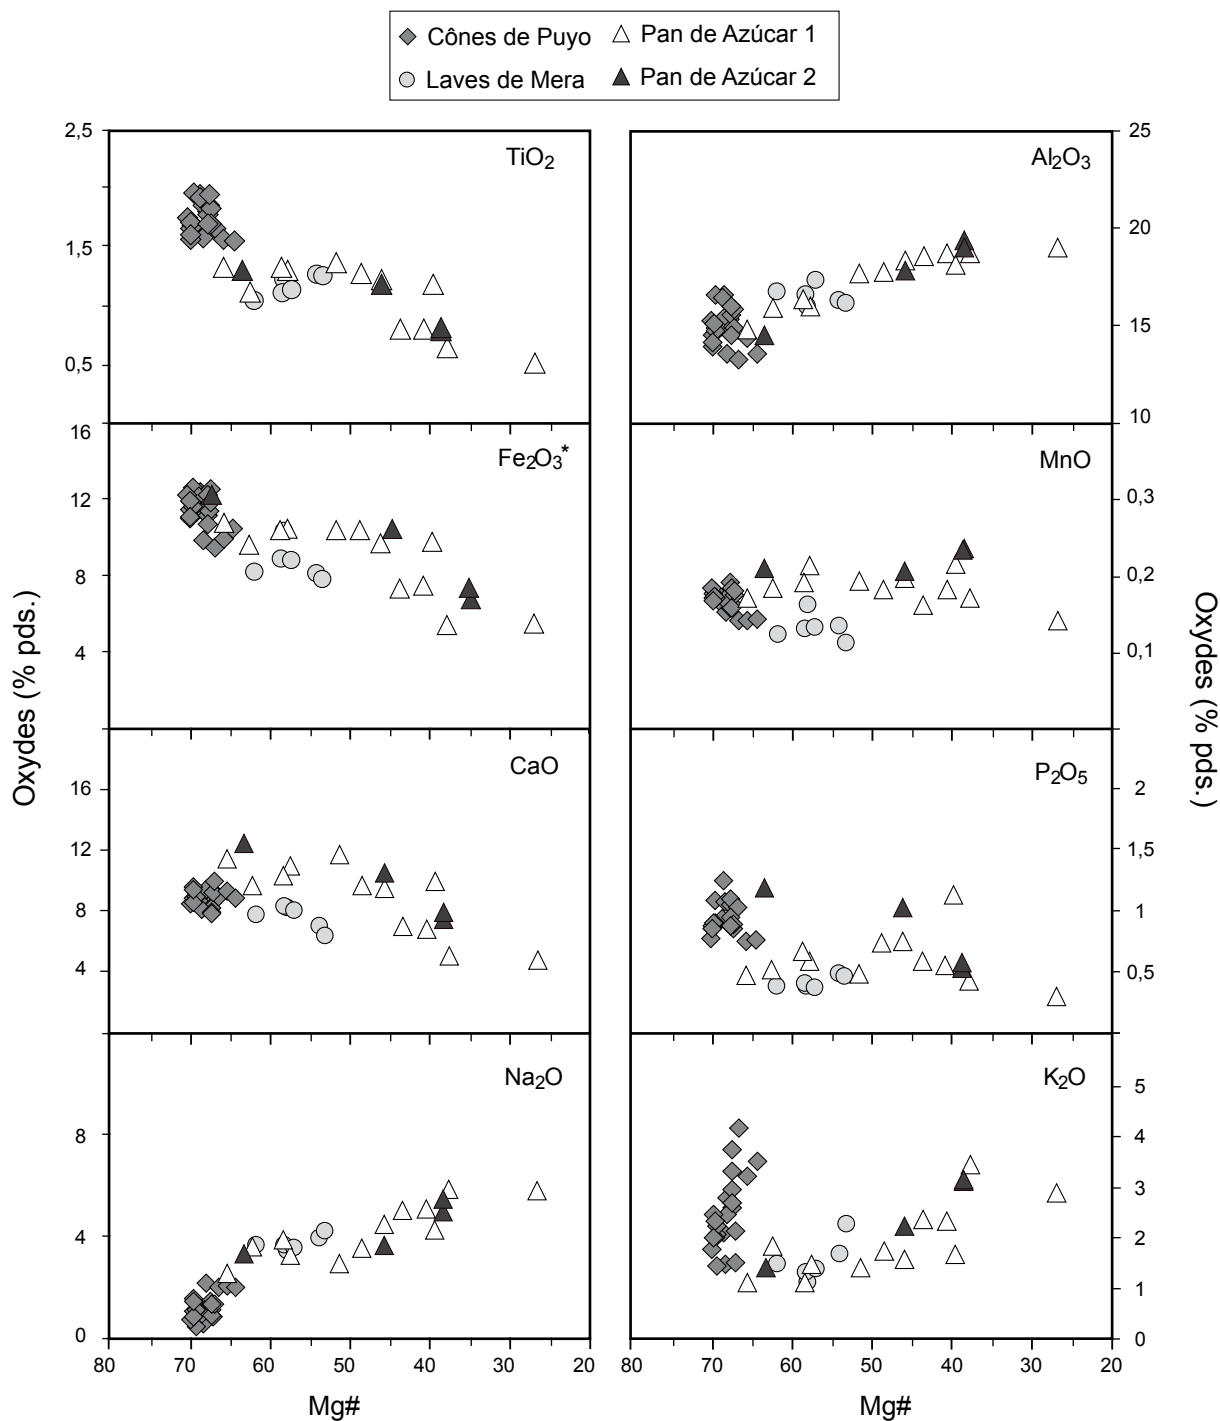 Cônes de Puyo
Pan de Azúcar 1
Laves de Mera
Pan de Azúcar 2
2,5
1,5
0,5
TiO₂
25
20
15
10
Al₂O₃
16
12
8
4
Fe₂O₃*
0,3
0,2
0,1
MnO
16
12
8
4
CaO
2
1,5
1
0,5
0
P₂O₅
8
4
0
Na₂O
5
4
3
2
1
0
K₂O
80 70 60 50 40 30 20
80 70 60 50 40 30 20
Mg#
Mg#
Oxydes (% pds.)
Oxydes (% pds.)